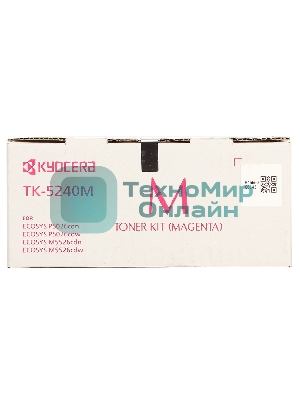 KYOCERA
TK-5240M
M
ТехноМир
Онлайн
TONER KIT (MAGENTA)
FOR
ECOSYS P5026cdn
ECOSYS P5026cdw
ECOSYS M5526cdn
ECOSYS M5526cdw